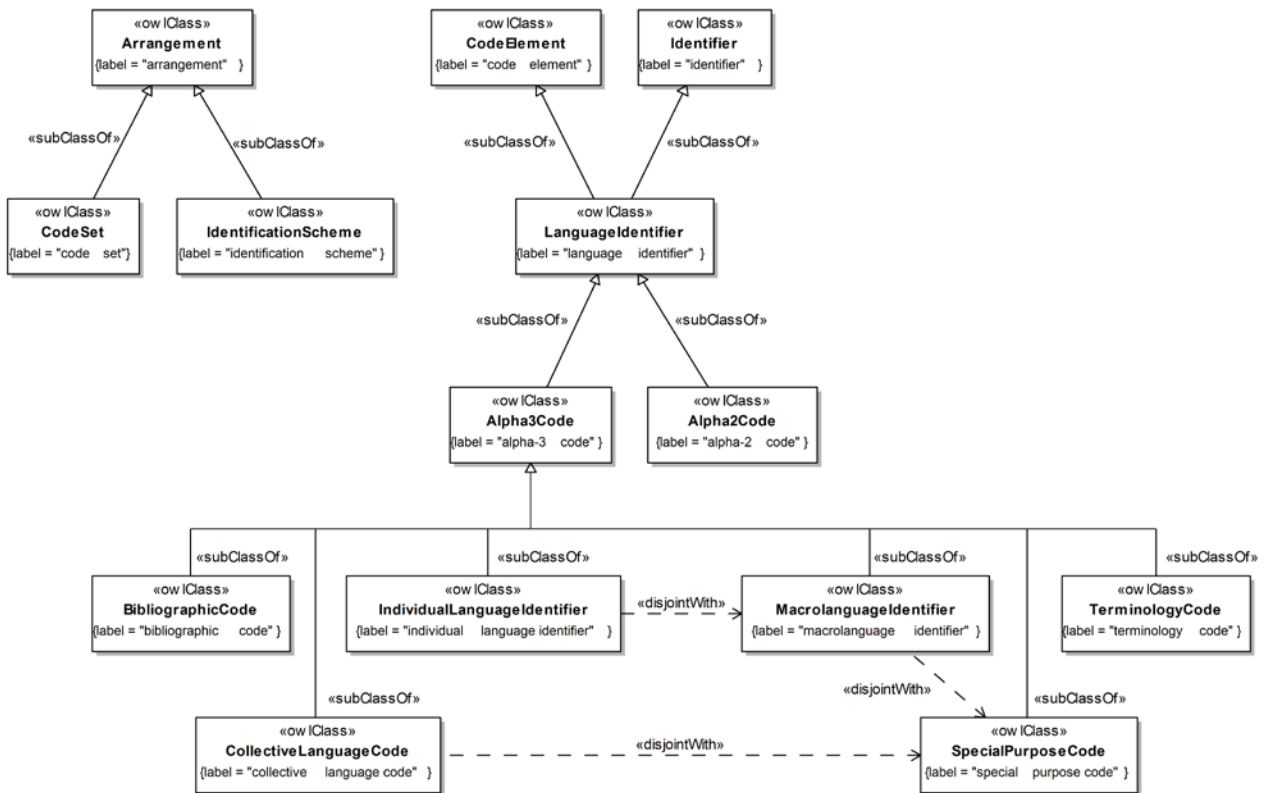 «owlClass»
Arrangement
{label = "arrangement" }
«owlClass»
CodeElement
{label = "code element" }
«owlClass»
Identifier
{label = "identifier" }
«subClassOf»
«subClassOf»
«subClassOf»
«subClassOf»
«owlClass»
CodeSet
{label = "code set"}
«owlClass»
IdentificationScheme
{label = "identification scheme"}
«owlClass»
LanguageIdentifier
{label = "language identifier" }
«subClassOf»
«subClassOf»
«owlClass»
Alpha3Code
{label = "alpha-3 code" }
«owlClass»
Alpha2Code
{label = "alpha-2 code" }
«subClassOf»
«subClassOf»
«subClassOf»
«subClassOf»
«owlClass»
BibliographicCode
{label = "bibliographic code" }
«owlClass»
IndividualLanguageIdentifier
{label = "individual language identifier" }
«disjointWith»
«owlClass»
MacrolanguageIdentifier
{label = "macrolanguage identifier" }
«owlClass»
TerminologyCode
{label = "terminology code" }
«disjointWith»
«subClassOf»
«subClassOf»
«owlClass»
CollectiveLanguageCode
{label = "collective language code" }
«disjointWith»
«owlClass»
SpecialPurposeCode
{label = "special purpose code" }